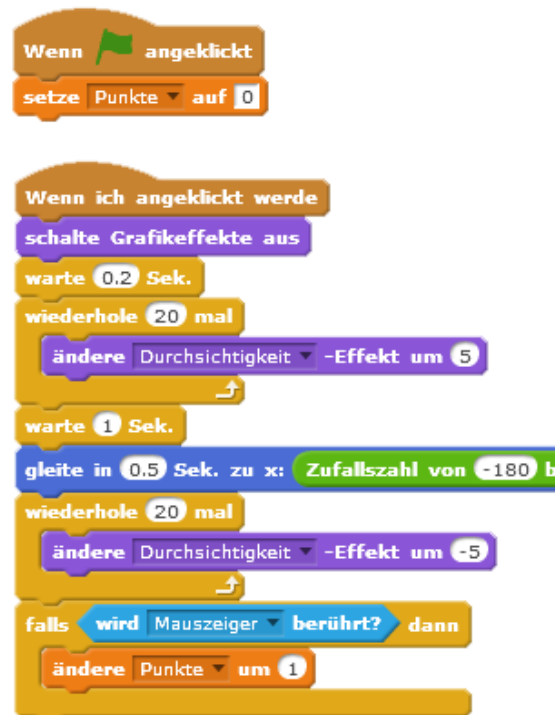 Wenn angeklickt
setze Punkte auf 0
Wenn ich angeklickt werde
schalte Grafikeffekte aus
warte 0.2 Sek.
wiederhole 20 mal
ändere Durchsichtigkeit -Effekt um 5
warte 1 Sek.
gleite in 0.5 Sek. zu x: Zufallszahl von -180 b
wiederhole 20 mal
ändere Durchsichtigkeit -Effekt um -5
falls wird Mauszeiger berührt? dann
ändere Punkte um 1